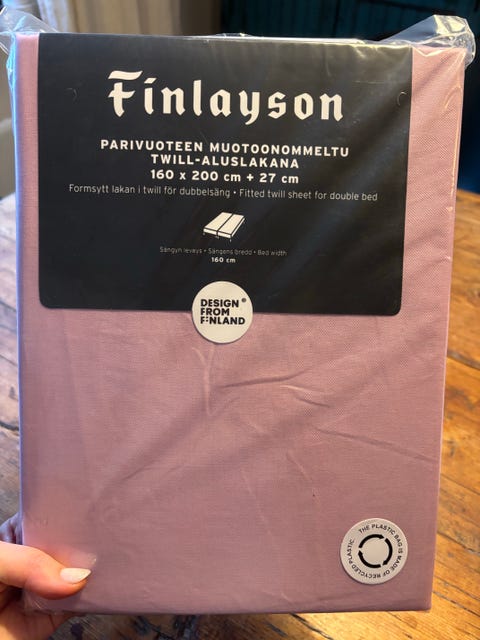 Finlayson
PARIVUOTEEN MUOTOONOMMELTU
TWILL-ALUSLAKANA
160 x 200 cm + 27 cm
Formsytt lakan i twill för dubbelsäng • Fitted twill sheet for double bed
Sängyn leveys • Sängens bredd • Bed width
160 cm
DESIGN ®
FROM
FINLAND
THE PLASTIC BAG IS MADE OF RECYCLED PLASTIC